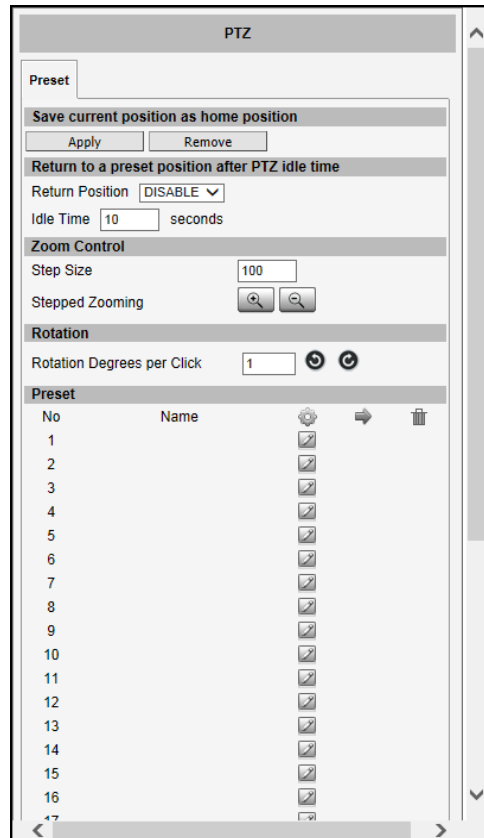 PTZ
Preset
Save current position as home position
Apply Remove
Return to a preset position after PTZ idle time
Return Position DISABLE
Idle Time 10 seconds
Zoom Control
Step Size 100
Stepped Zooming
Rotation
Rotation Degrees per Click 1
Preset
No Name
1
2
3
4
5
6
7
8
9
10
11
12
13
14
15
16
17